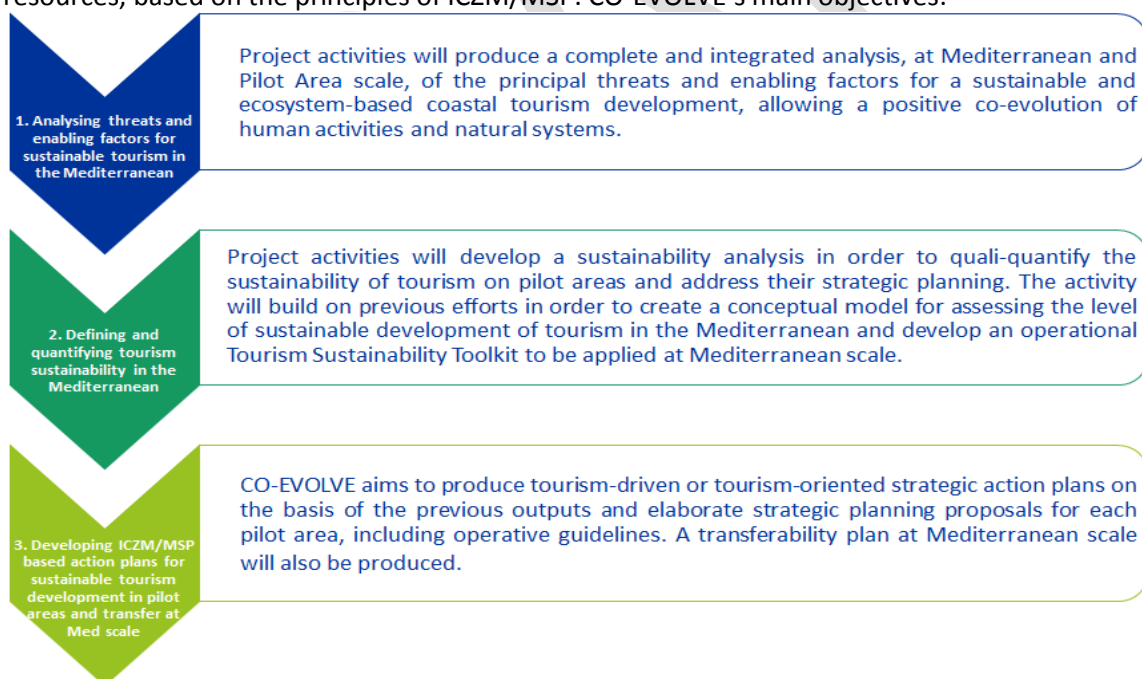 resources, based on the principles of ICZM/MSP. CO-EVOLVE's main objectives:
1. Analysing threats and
enabling factors for
sustainable tourism in
the Mediterranean
Project activities will produce a complete and integrated analysis, at Mediterranean and
Pilot Area scale, of the principal threats and enabling factors for a sustainable and
ecosystem-based coastal tourism development, allowing a positive co-evolution of
human activities and natural systems.
2. Defining and
quantifying tourism
sustainability in the
Mediterranean
Project activities will develop a sustainability analysis in order to quali-quantify the
sustainability of tourism on pilot areas and address their strategic planning. The activity
will build on previous efforts in order to create a conceptual model for assessing the level
of sustainable development of tourism in the Mediterranean and develop an operational
Tourism Sustainability Toolkit to be applied at Mediterranean scale.
3. Developing ICZM/MSP
based action plans for
sustainable tourism
development in pilot
areas and transfer at
Med scale
CO-EVOLVE aims to produce tourism-driven or tourism-oriented strategic action plans on
the basis of the previous outputs and elaborate strategic planning proposals for each
pilot area, including operative guidelines. A transferability plan at Mediterranean scale
will also be produced.